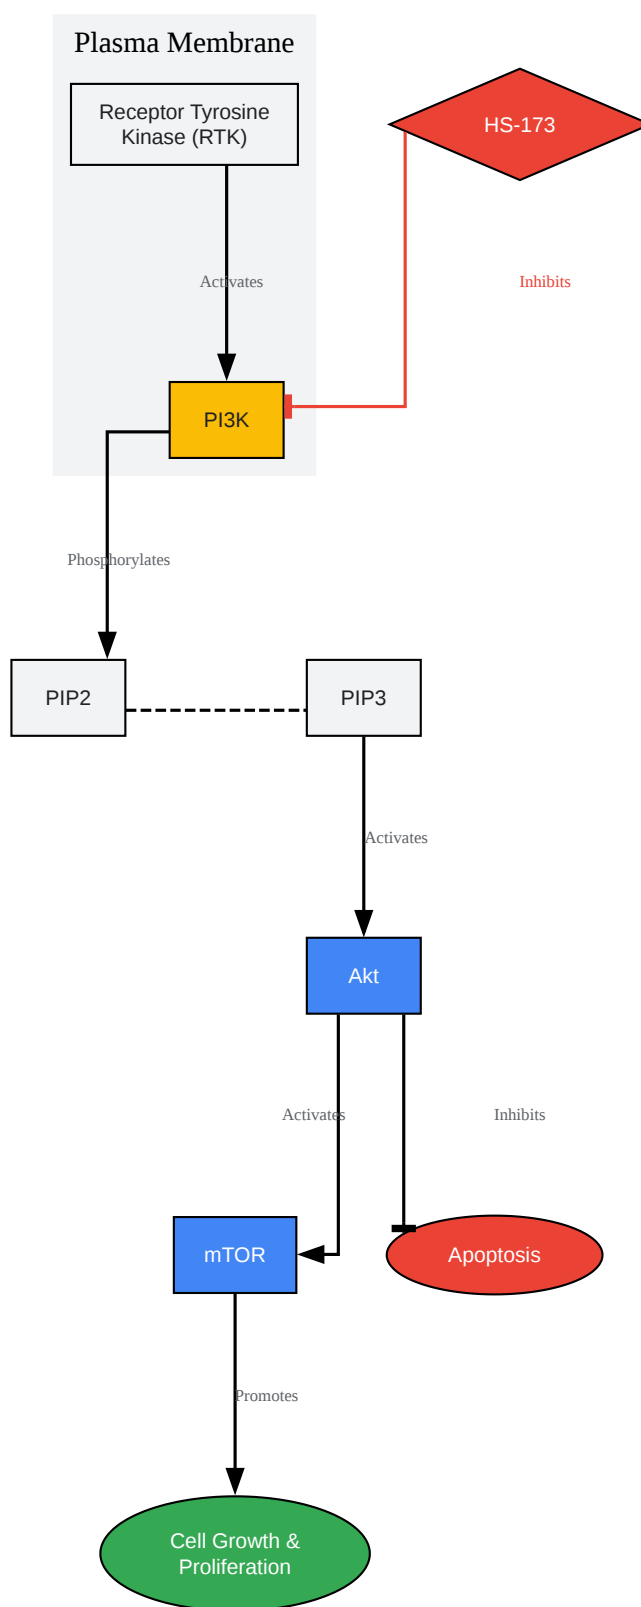 Plasma Membrane
Receptor Tyrosine
Kinase (RTK)
HS-173
Activates
Inhibits
PI3K
Phosphorylates
PIP2
PIP3
Activates
Akt
Activates
Inhibits
mTOR
Apoptosis
Promotes
Cell Growth &
Proliferation